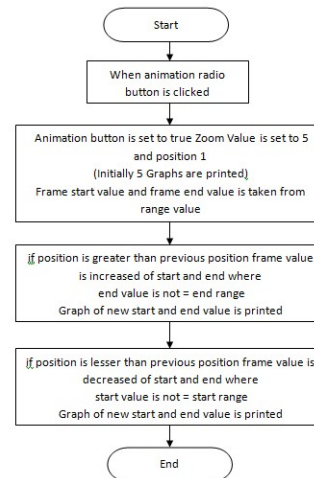 Start
When animation radio
button is clicked
Animation button is set to true Zoom Value is set to 5
and position 1
(Initially 5 Graphs are printed)
Frame start value and frame end value is taken from
range value
if position is greater than previous position frame value
is increased of start and end where
end value is not = end range
Graph of new start and end value is printed
if position is lesser than previous position frame value is
decreased of start and end where
start value is not = start range
Graph of new start and end value is printed
End